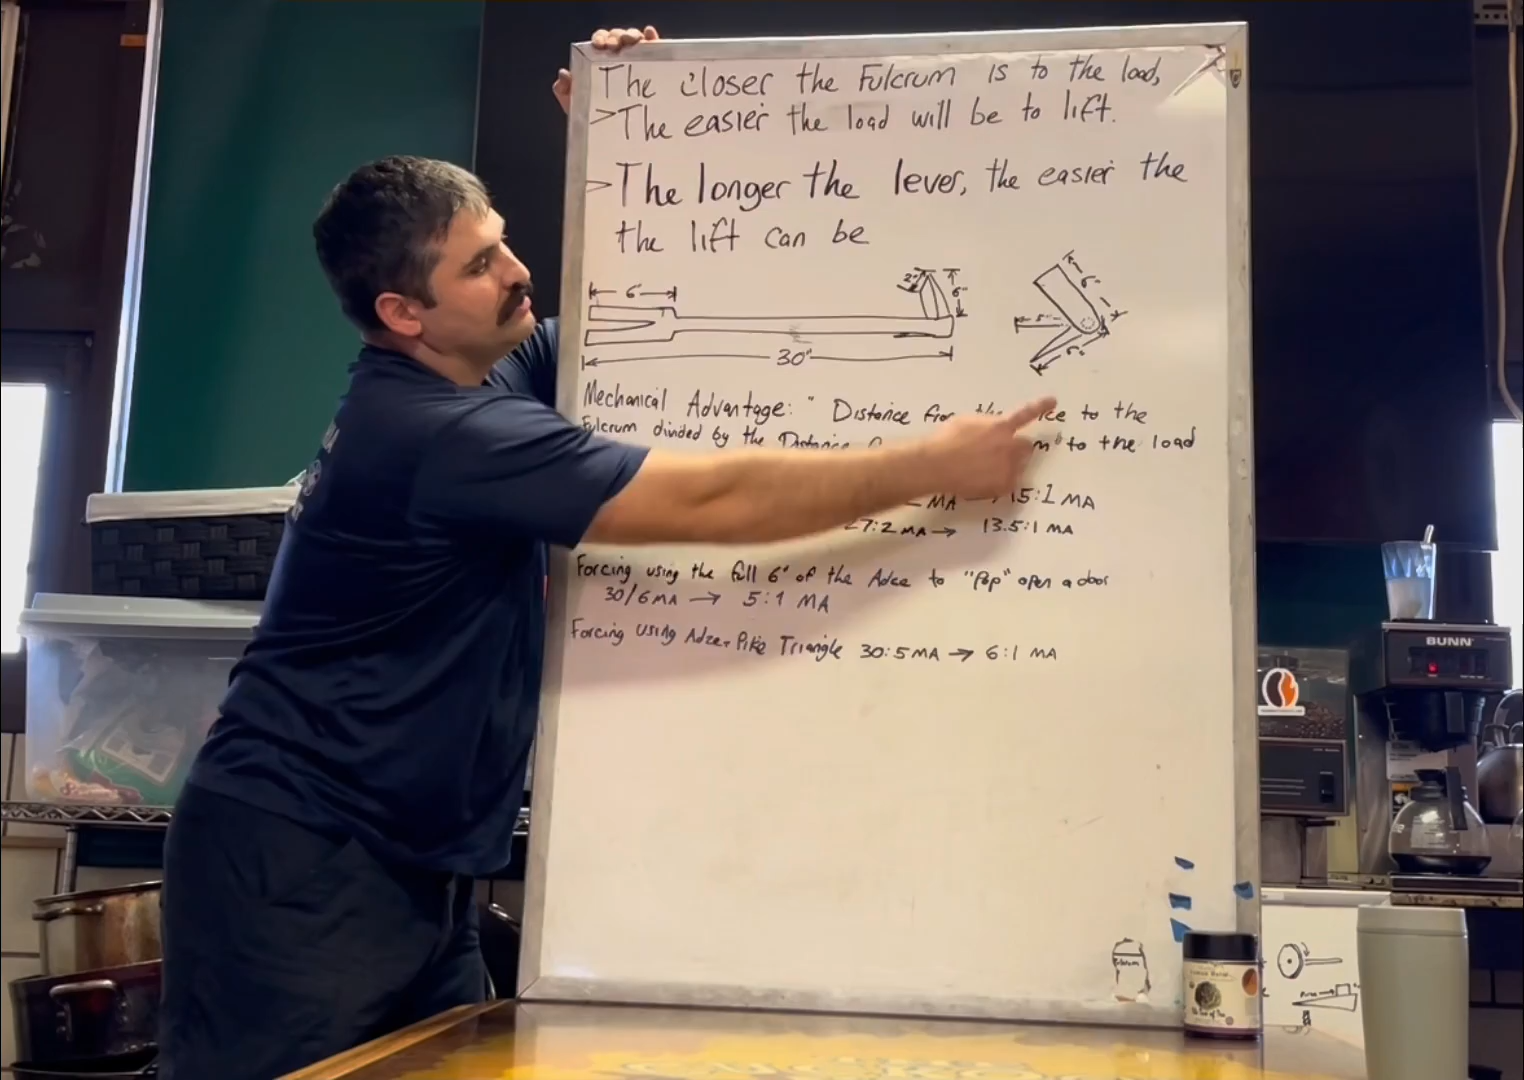 The closer the Fulcrum is to the load,
>The easier the load will be to lift.
>The longer the lever, the easier the
the lift can be
6"
30"
2"
6"
6"
5"
6"
Mechanical Advantage: " Distance to the
Fulcrum divided by the Distance to the load
MA 15:1 MA
27:2 MA → 13.5:1 MA
Forcing using the full 6" of the Adze to "Pop" open a door
30/6 MA → 5:1 MA
Forcing using Adze + Pike Triangle 30:5 MA → 6:1 MA
Fulcrum
BUNN